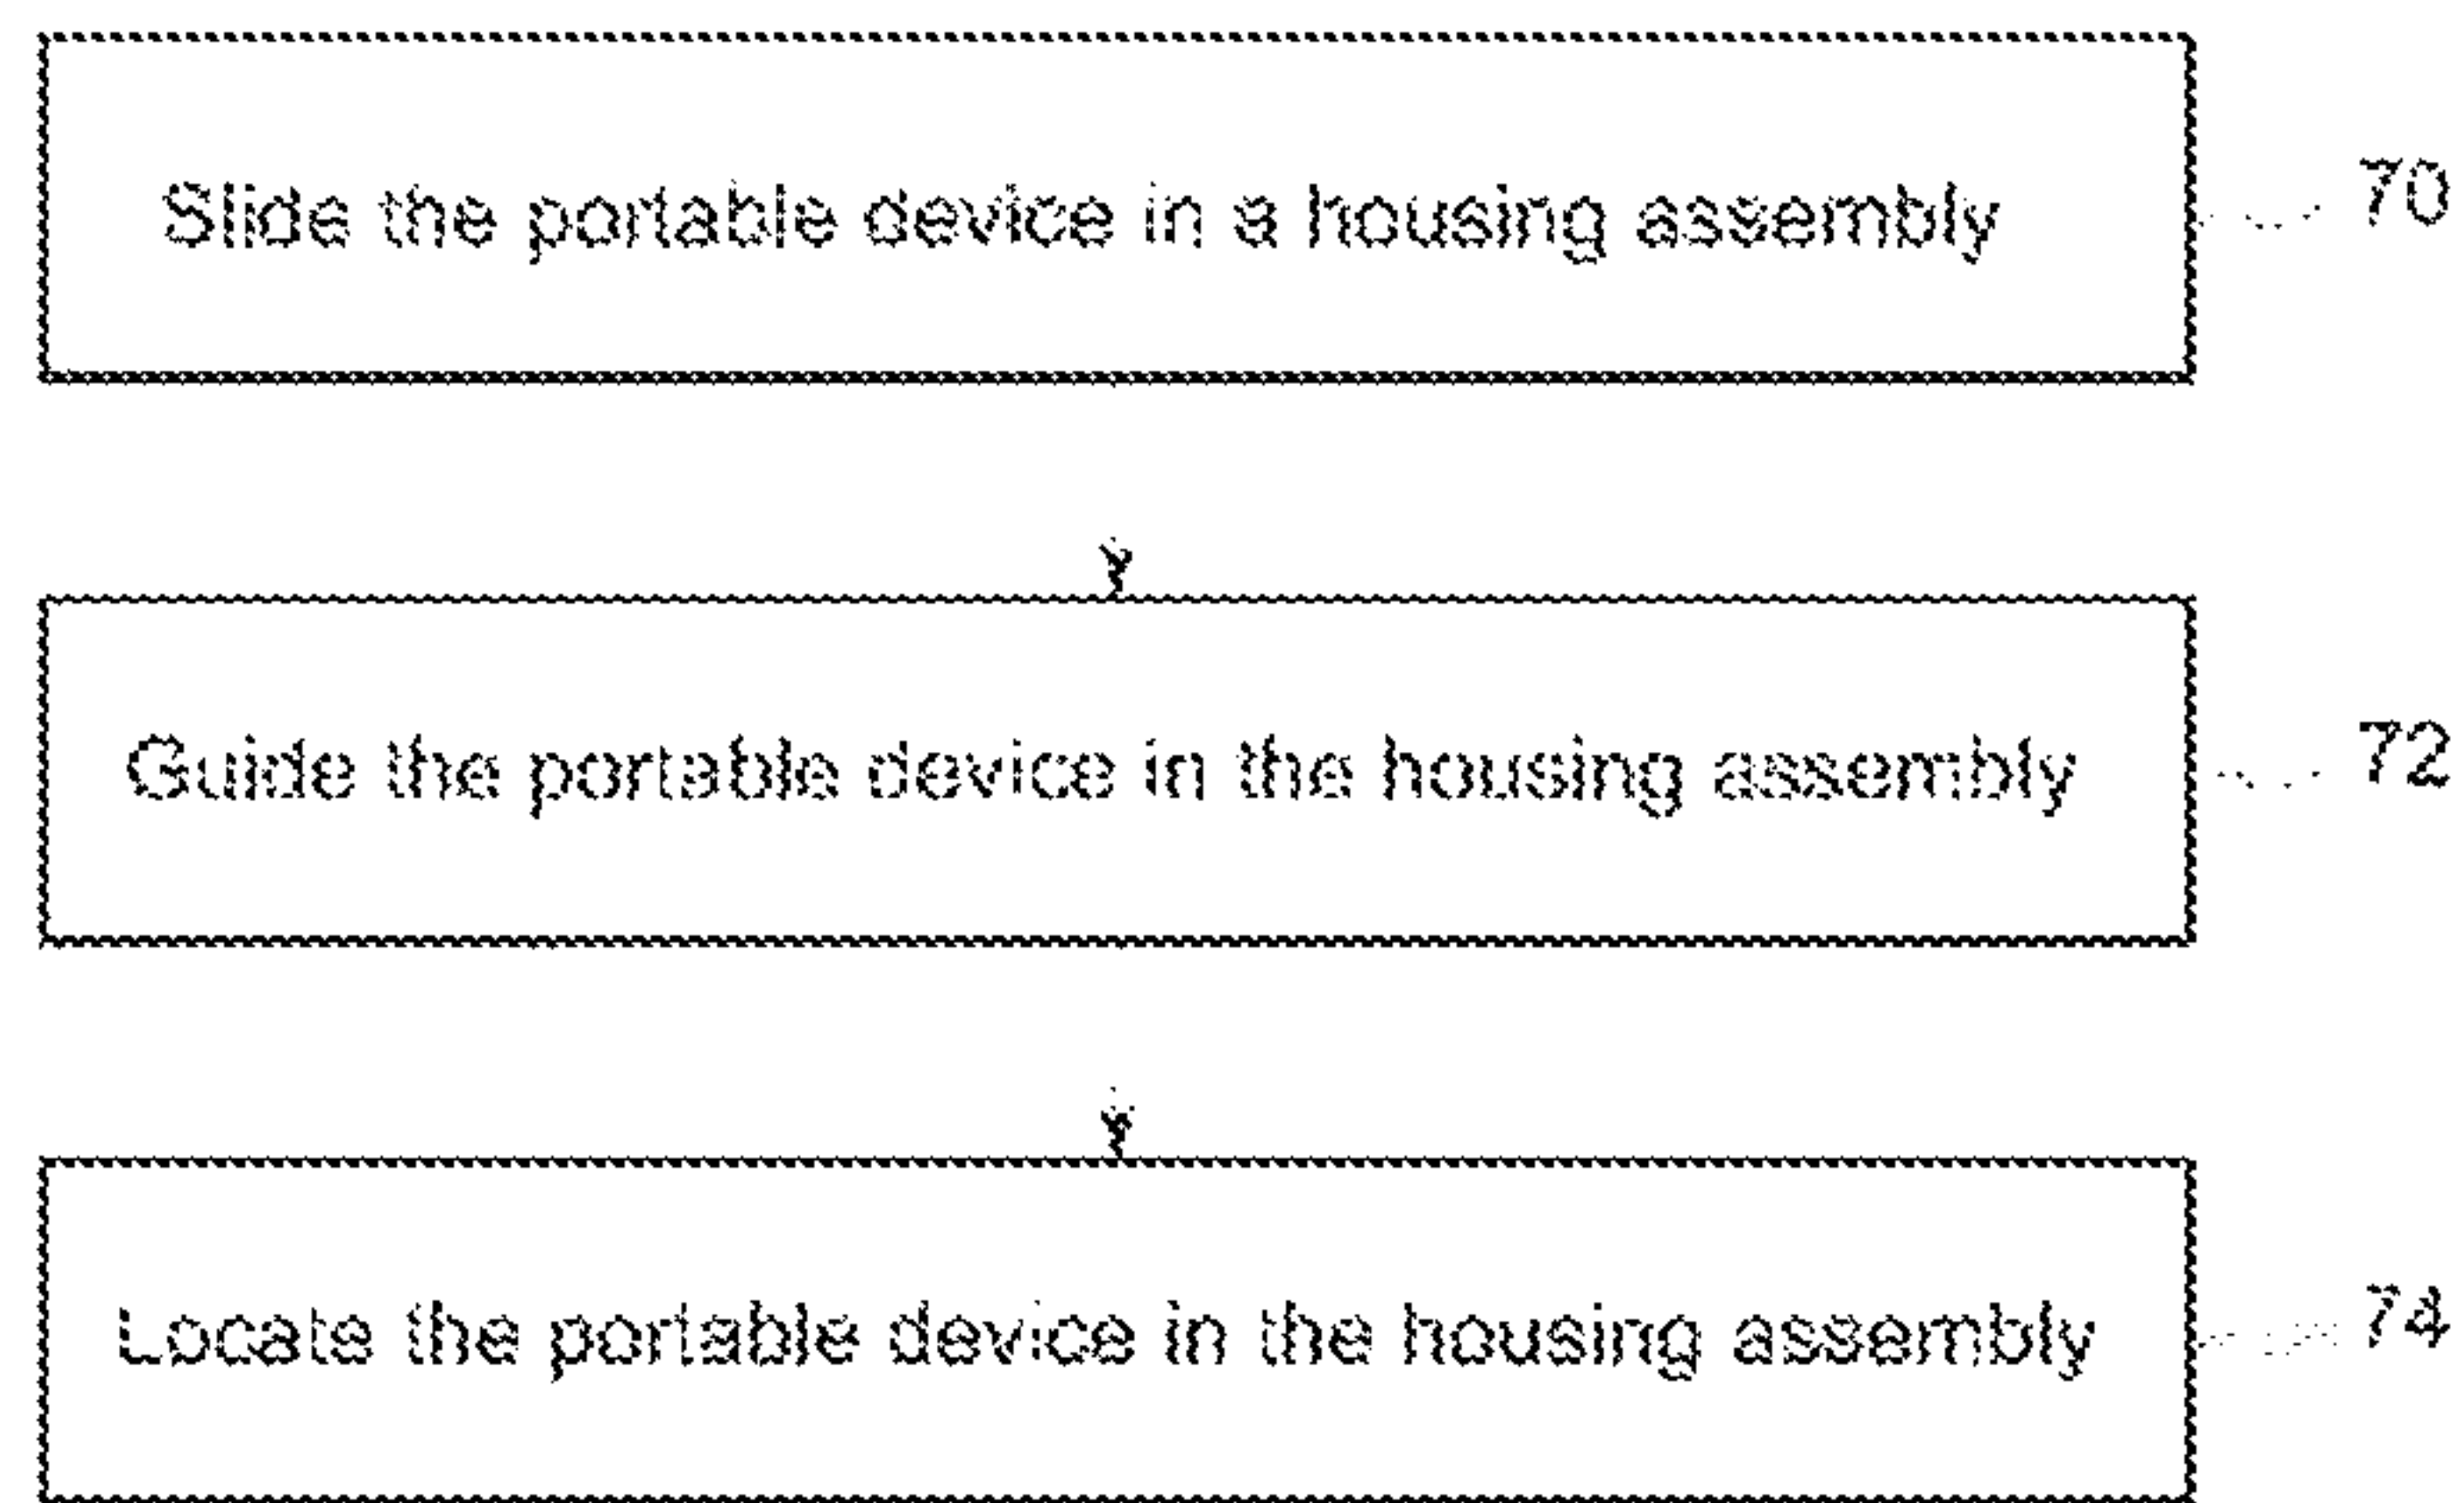 Slide the portable device in a housing assembly 70
Guide the portable device in the housing assembly 72
Locate the portable device in the housing assembly 74